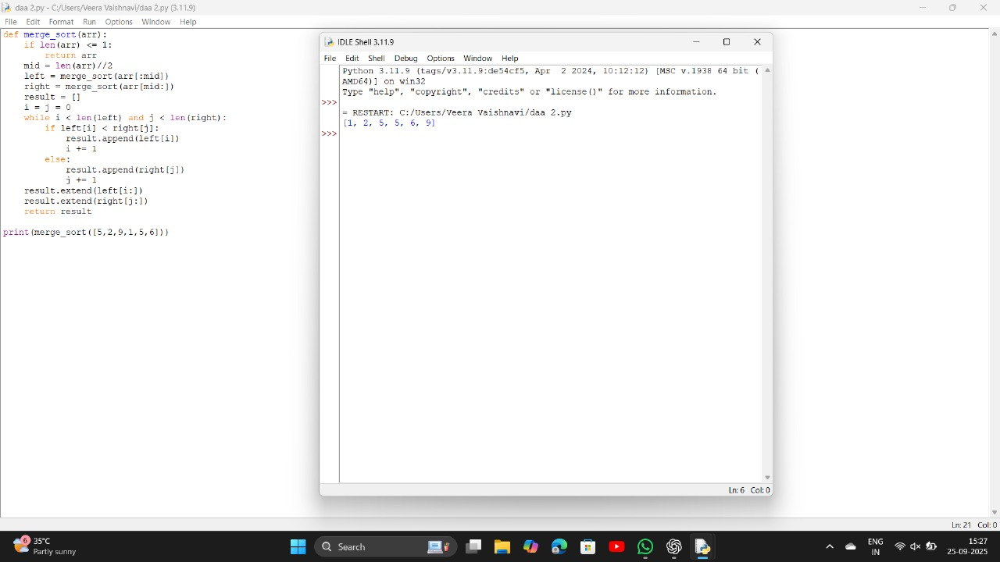 daa 2.py - C:/Users/Veera Vaishnavi/daa 2.py (3.11.9)
File Edit Format Run Options Window Help
def merge_sort(arr):
    if len(arr) <= 1:
        return arr
    mid = len(arr)//2
    left = merge_sort(arr[:mid])
    right = merge_sort(arr[mid:])
    result = []
    i = j = 0
    while i < len(left) and j < len(right):
        if left[i] < right[j]:
            result.append(left[i])
            i += 1
        else:
            result.append(right[j])
            j += 1
    result.extend(left[i:])
    result.extend(right[j:])
    return result
print(merge_sort([5,2,9,1,5,6]))
IDLE Shell 3.11.9
File Edit Shell Debug Options Window Help
Python 3.11.9 (tags/v3.11.9:de54cf5, Apr  2 2024, 10:12:12) [MSC v.1938 64 bit (
AMD64)] on win32
Type "help", "copyright", "credits" or "license()" for more information.
>>>
= RESTART: C:/Users/Veera Vaishnavi/daa 2.py
[1, 2, 5, 5, 6, 9]
>>>
Ln: 6 Col: 0
Ln: 21 Col: 0
6
35°C
Partly sunny
Search
ENG
IN
15:27
25-09-2025